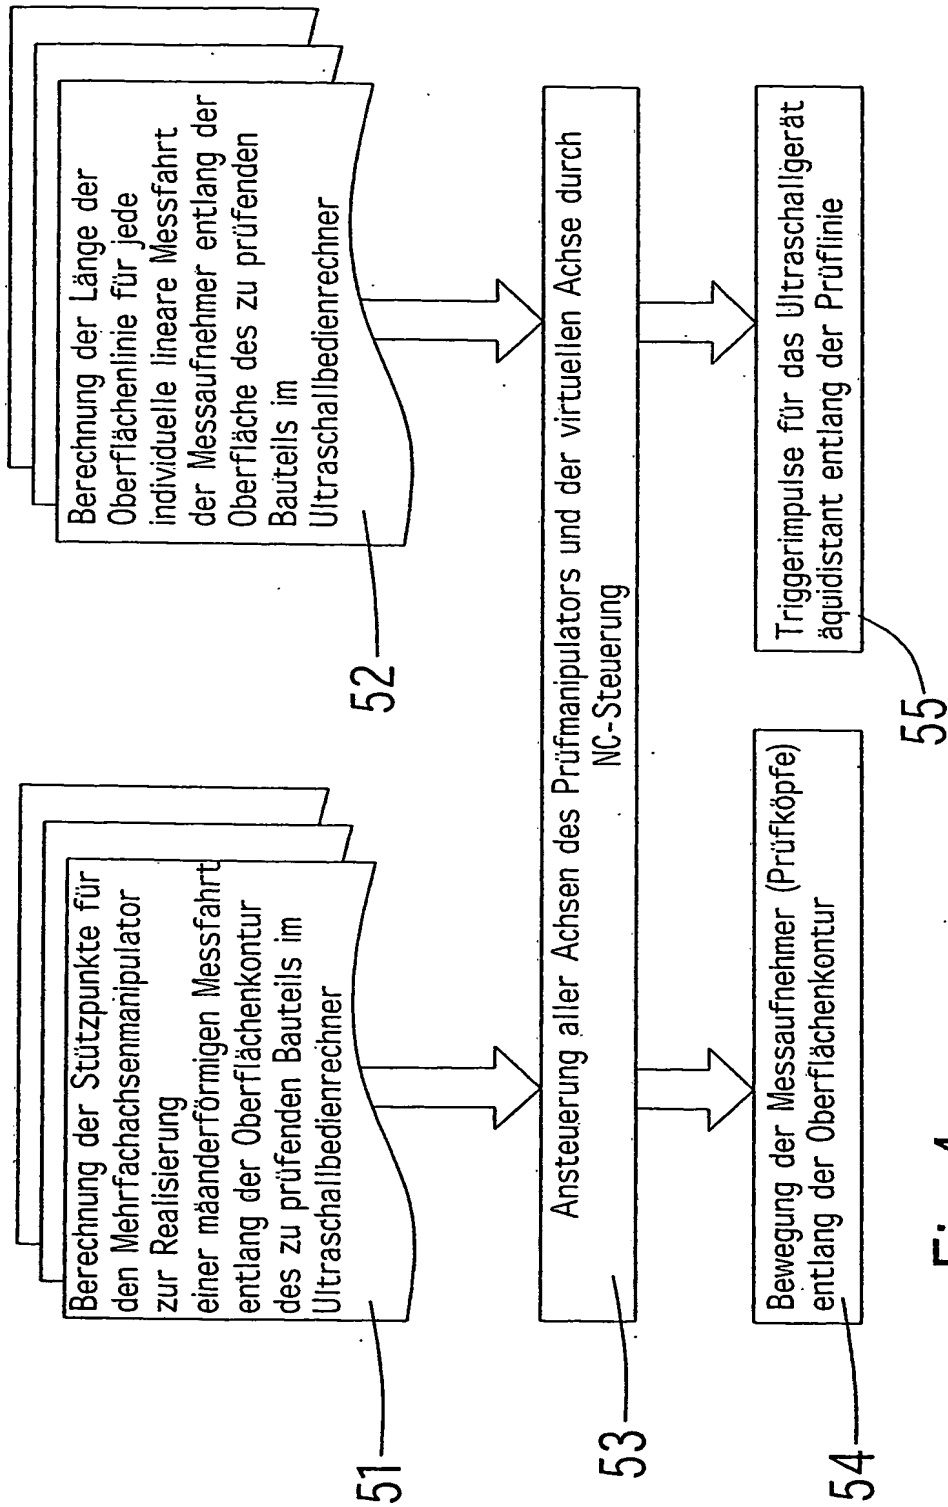 Berechnung der Stützpunkte für
den Mehrfachachsenmanipulator
zur Realisierung
einer mäanderförmigen Messfahrt
entlang der Oberflächenkontur
des zu prüfenden Bauteils im
Ultraschallbedienrechner
51
Berechnung der Länge der
Oberflächenlinie für jede
individuelle lineare Messfahrt
der Messaufnehmer entlang der
Oberfläche des zu prüfenden
Bauteils im
Ultraschallbedienrechner
52
Ansteuerung aller Achsen des Prüfmanipulators und der virtuellen Achse durch
NC-Steuerung
53
Bewegung der Messaufnehmer (Prüfköpfe)
entlang der Oberflächenkontur
54
Triggerimpulse für das Ultraschallgerät
äquidistant entlang der Prüflinie
55